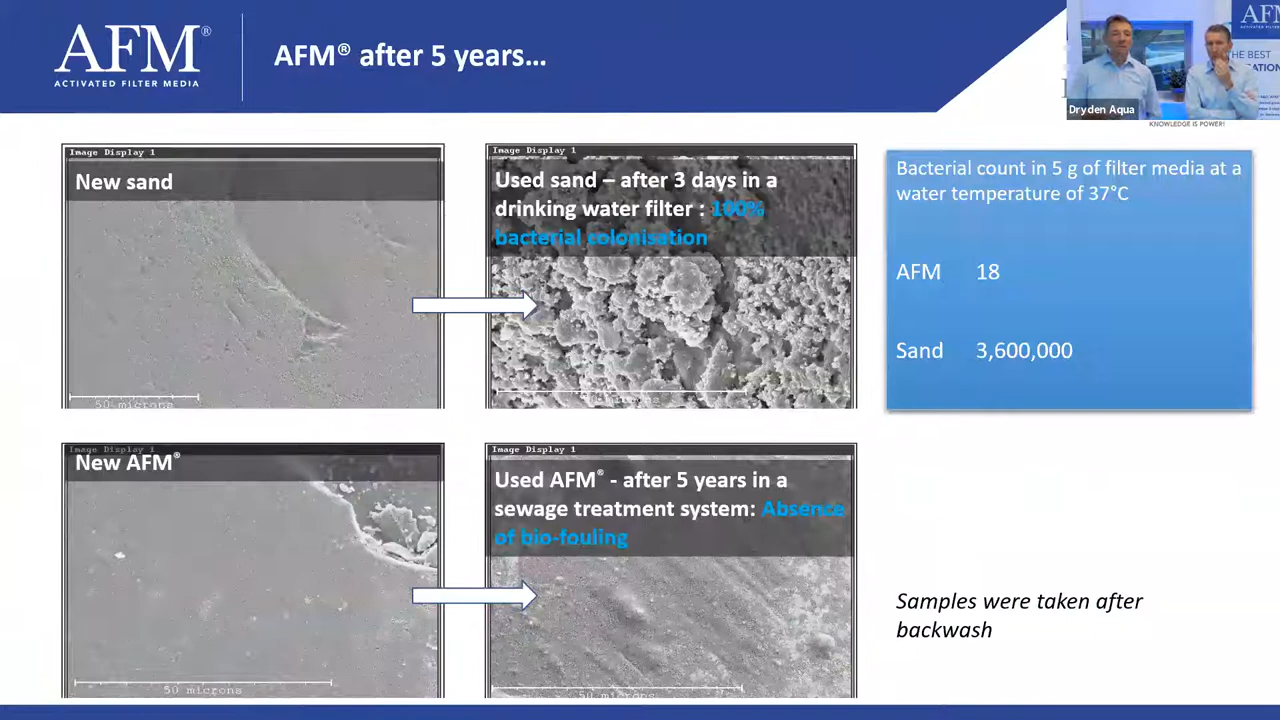 AFM®
ACTIVATED FILTER MEDIA
AFM® after 5 years...
AFM
HE BEST
Dryden Aqua
KNOWLEDGE IS POWER!
Image Display 1
New sand
50 microns
Image Display 1
Used sand – after 3 days in a
drinking water filter : 100%
bacterial colonisation
Bacterial count in 5 g of filter media at a
water temperature of 37°C
AFM 18
Sand 3,600,000
Image Display 1
New AFM®
50 microns
Image Display 1
Used AFM® - after 5 years in a
sewage treatment system: Absence
of bio-fouling
50 microns
Samples were taken after
backwash